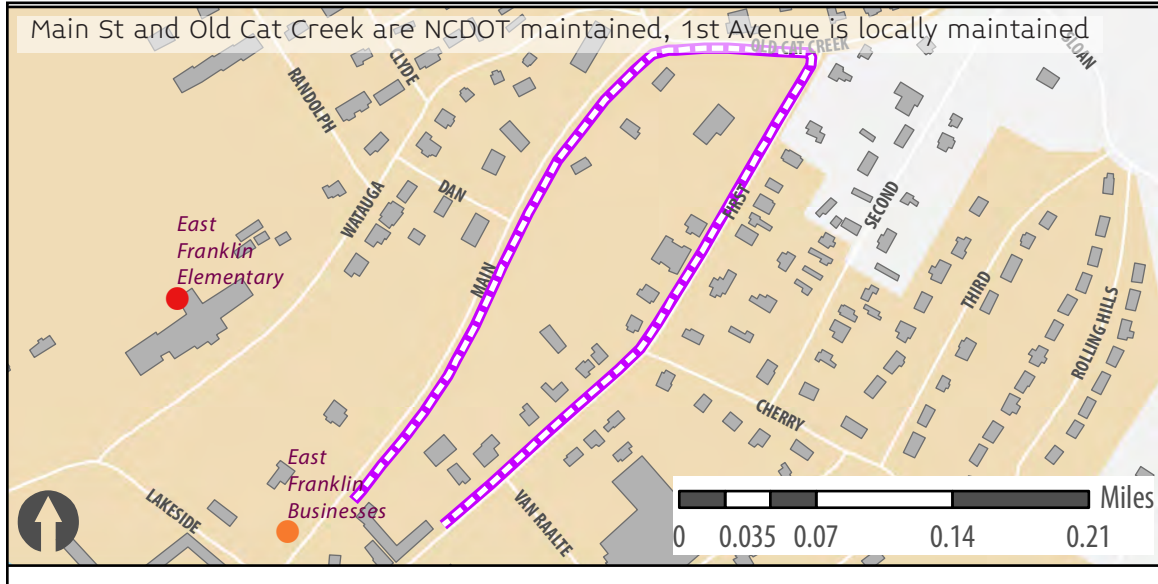 Main St and Old Cat Creek are NCDOT maintained, 1st Avenue is locally maintained
OLD CAT CREEK
SLOAN
CLYDE
RANDOLPH
DAN
WATAUGA
FIRST
SECOND
East
Franklin
Elementary
MAIN
THIRD
ROLLING HILLS
CHERRY
East
Franklin
Businesses
LAKESIDE
VAN RAALTE
Miles
0 0.035 0.07 0.14 0.21